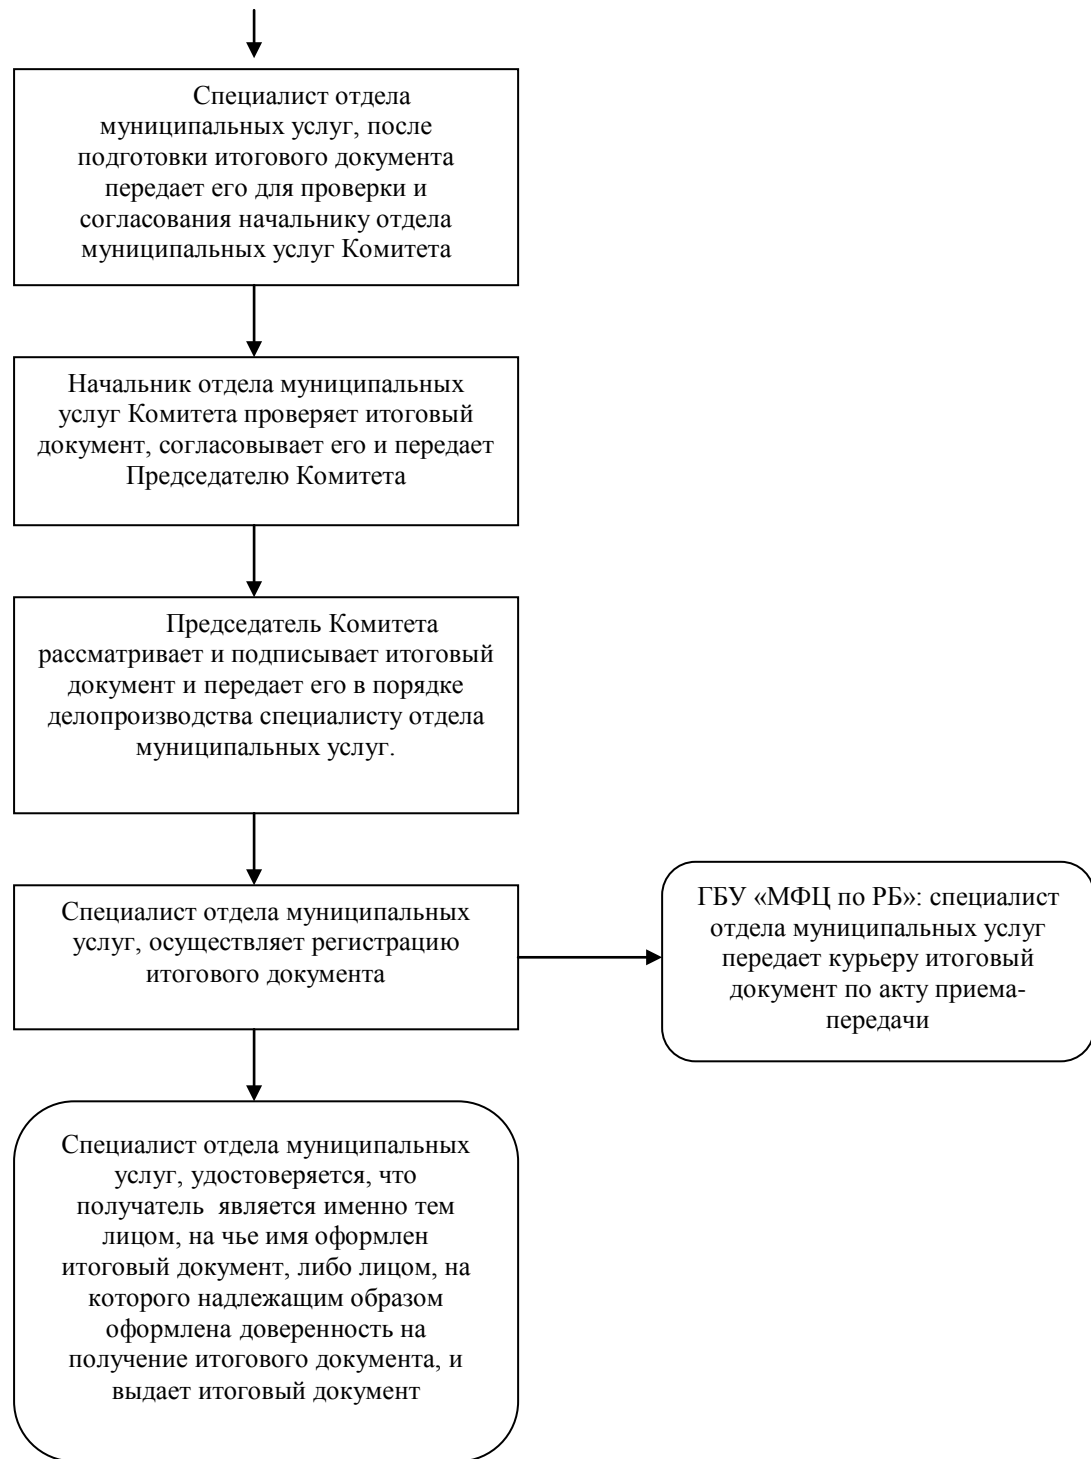 Специалист отдела
муниципальных услуг, после
подготовки итогового документа
передает его для проверки и
согласования начальнику отдела
муниципальных услуг Комитета
Начальник отдела муниципальных
услуг Комитета проверяет итоговый
документ, согласовывает его и передает
Председателю Комитета
Председатель Комитета
рассматривает и подписывает итоговый
документ и передает его в порядке
делопроизводства специалисту отдела
муниципальных услуг.
Специалист отдела муниципальных
услуг, осуществляет регистрацию
итогового документа
ГБУ «МФЦ по РБ»: специалист
отдела муниципальных услуг
передает курьеру итоговый
документ по акту приема-
передачи
Специалист отдела муниципальных
услуг, удостоверяется, что
получатель является именно тем
лицом, на чье имя оформлен
итоговый документ, либо лицом, на
которого надлежащим образом
оформлена доверенность на
получение итогового документа, и
выдает итоговый документ